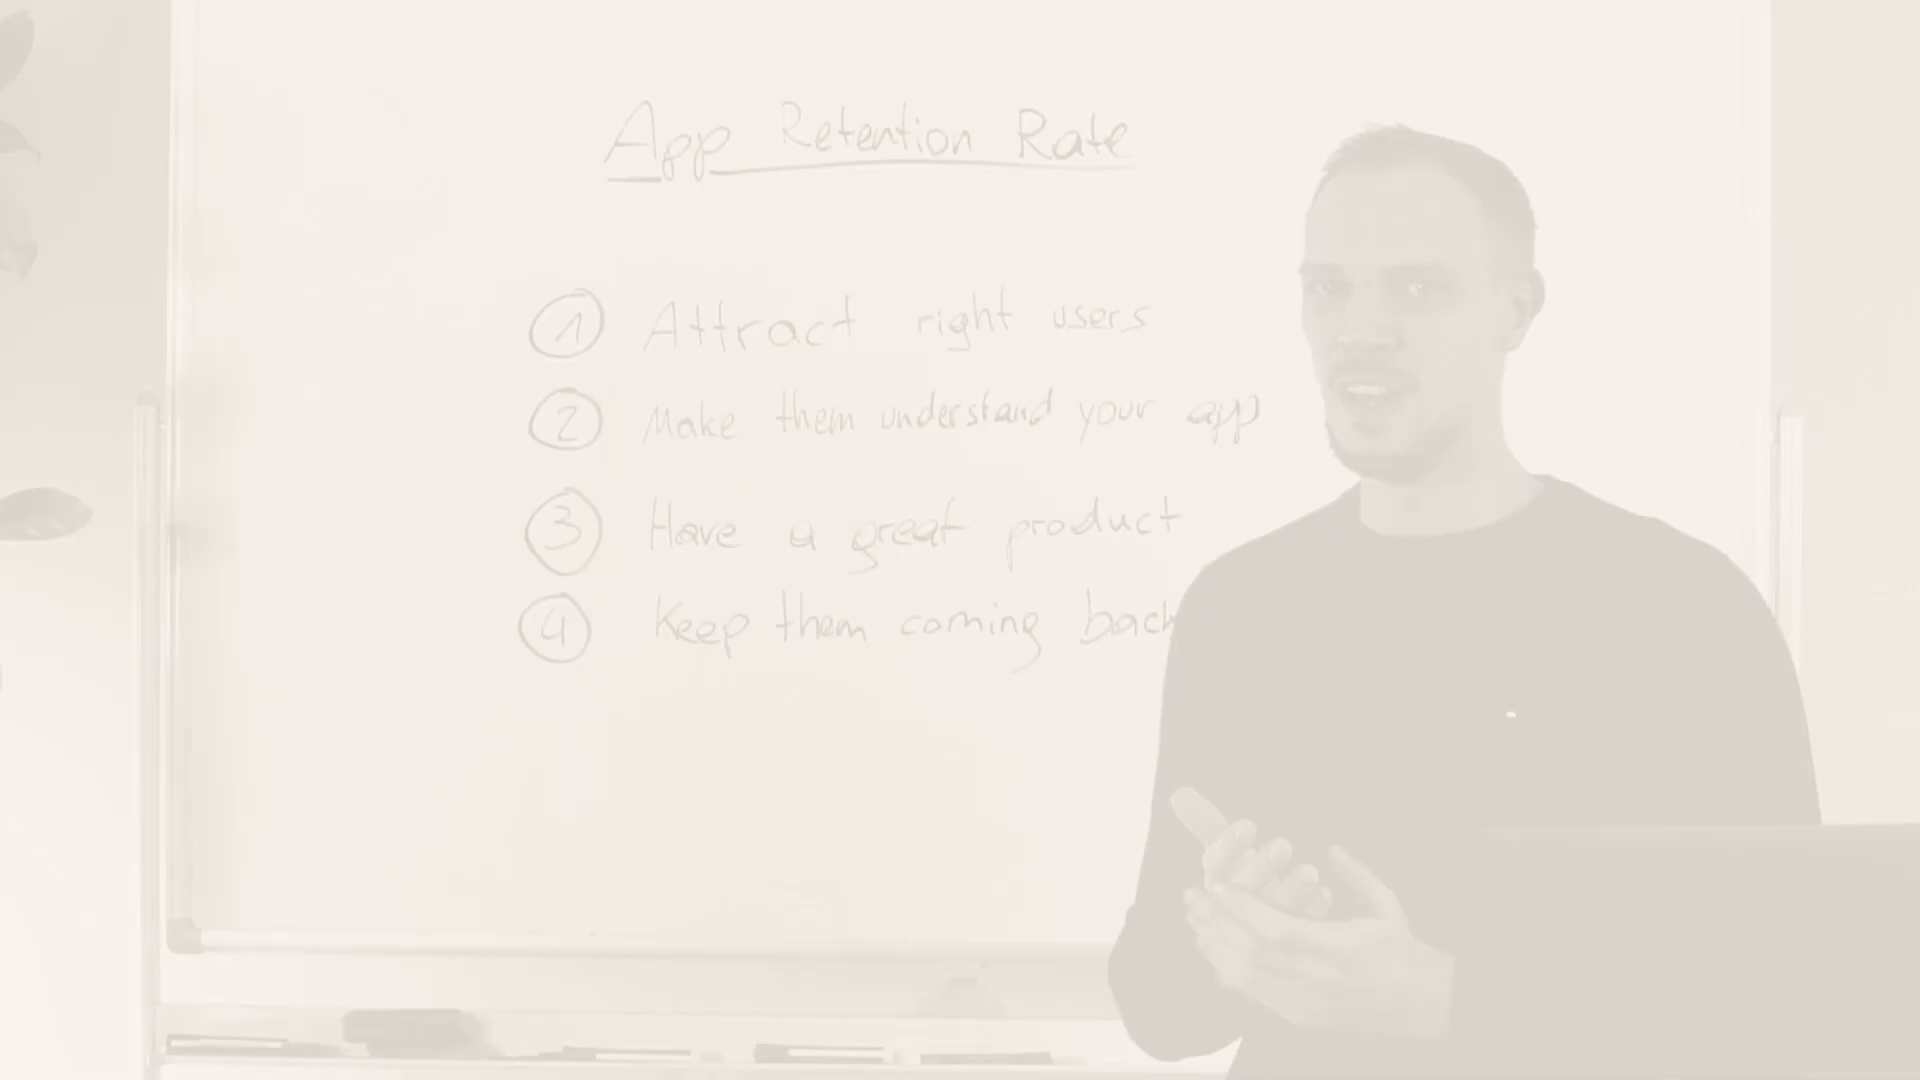 App Retention Rate
1 Attract right users
2 Make them understand your app
3 Have a great product
4 Keep them coming back